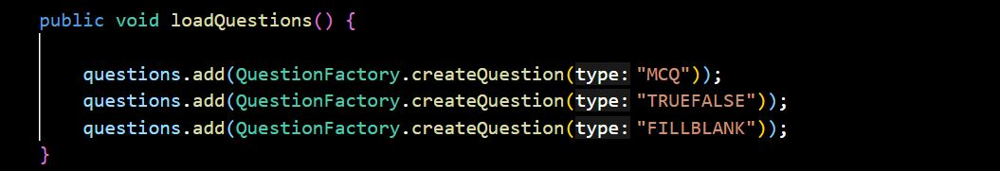 public void loadQuestions() {
questions.add(QuestionFactory.createQuestion(type: "MCQ"));
questions.add(QuestionFactory.createQuestion(type: "TRUEFALSE"));
questions.add(QuestionFactory.createQuestion(type: "FILLBLANK"));
}